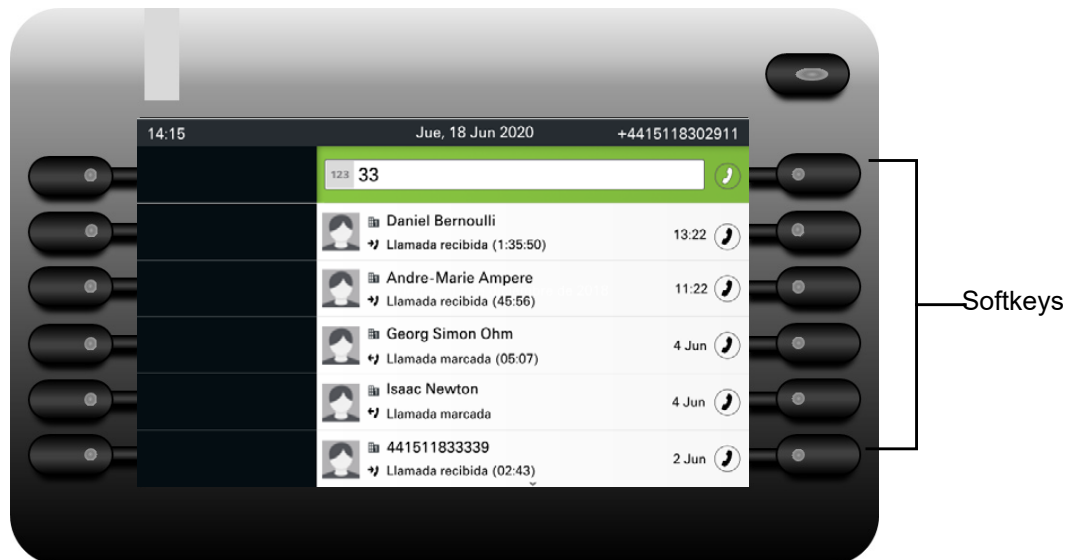 14:15 Jue, 18 Jun 2020 +4415118302911
123 33
Daniel Bernoulli
Llamada recibida (1:35:50) 13:22
Andre-Marie Ampere
Llamada recibida (45:56) 11:22
Georg Simon Ohm
Llamada marcada (05:07) 4 Jun
Isaac Newton
Llamada marcada 4 Jun
441511833339
Llamada recibida (02:43) 2 Jun
Softkeys